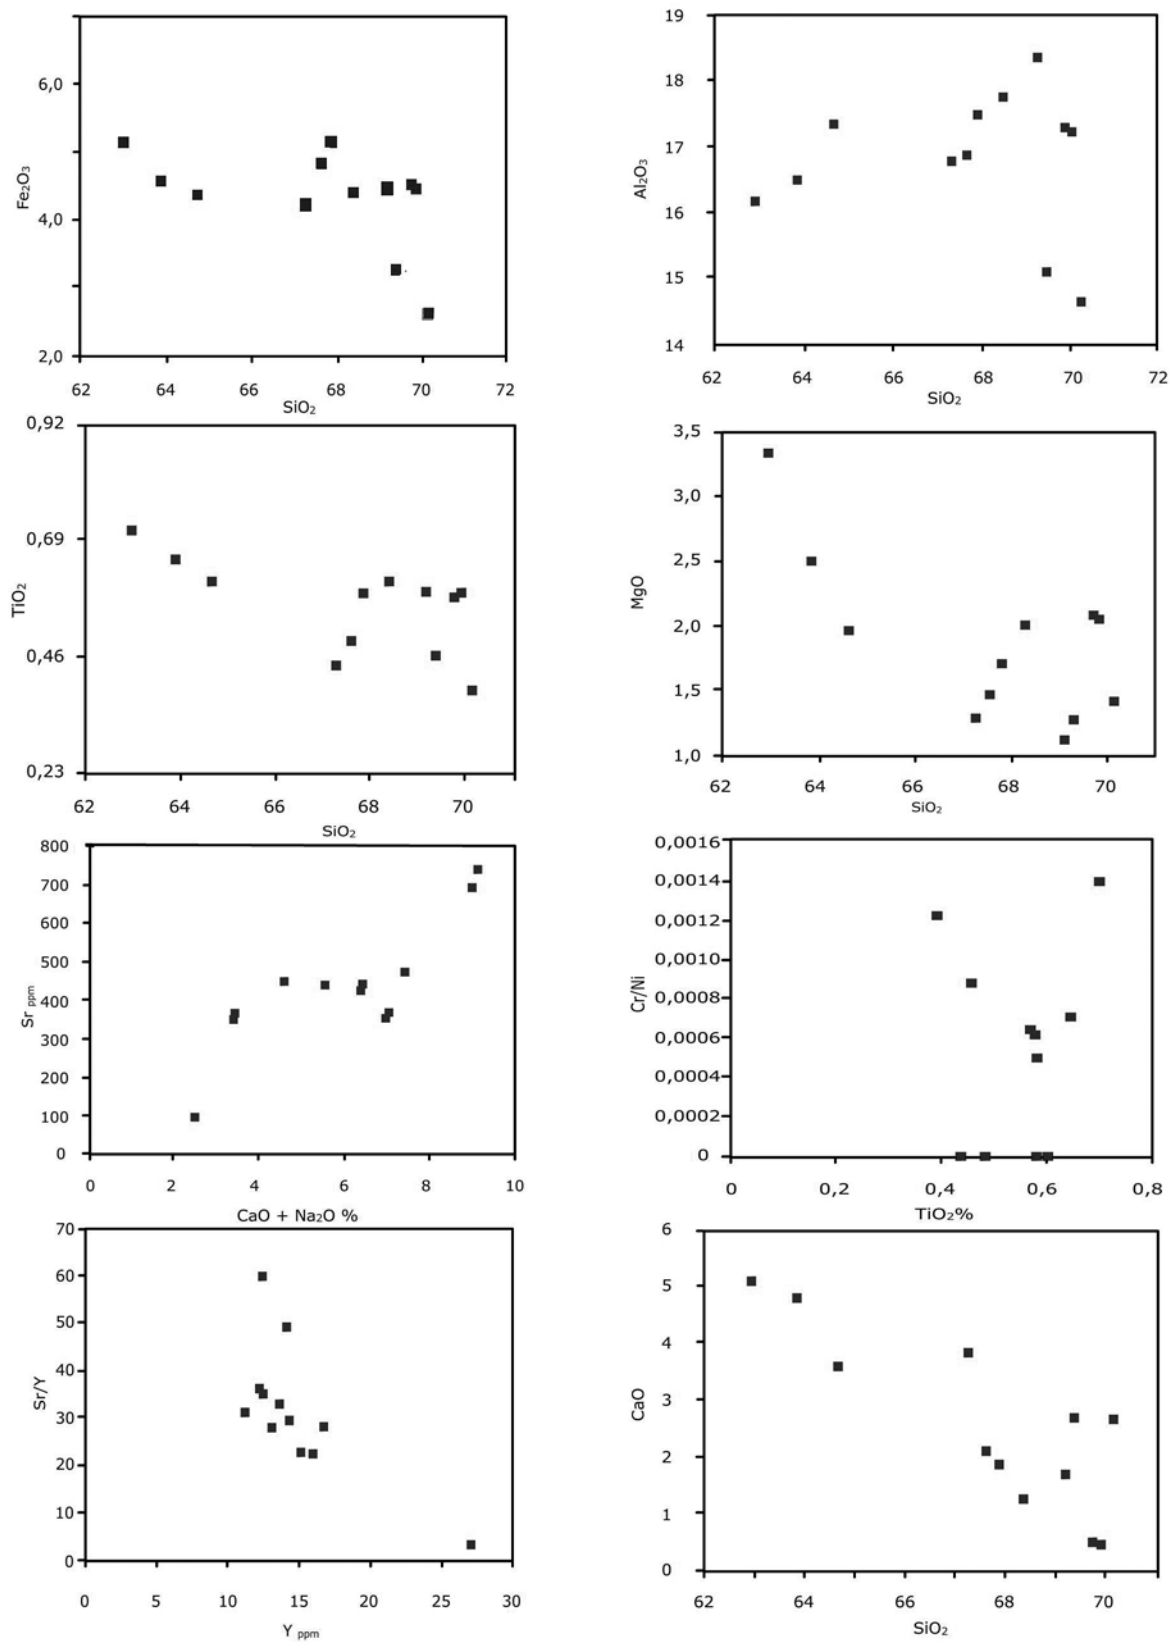 6,0
4,0
2,0
Fe₂O₃
62 64 66 68 70 72
SiO₂
19
18
17
16
15
14
Al₂O₃
62 64 66 68 70 72
SiO₂
0,92
0,69
0,46
0,23
TiO₂
62 64 66 68 70
SiO₂
3,5
3,0
2,5
2,0
1,5
1,0
MgO
62 64 66 68 70
SiO₂
800
700
600
500
400
300
200
100
0
Sr ppm
0 2 4 6 8 10
CaO + Na₂O %
0,0016
0,0014
0,0012
0,0010
0,0008
0,0006
0,0004
0,0002
0
Cr/Ni
0 0,2 0,4 0,6 0,8
TiO₂%
70
60
50
40
30
20
10
0
Sr/Y
0 5 10 15 20 25 30
Y ppm
6
5
4
3
2
1
0
CaO
62 64 66 68 70
SiO₂